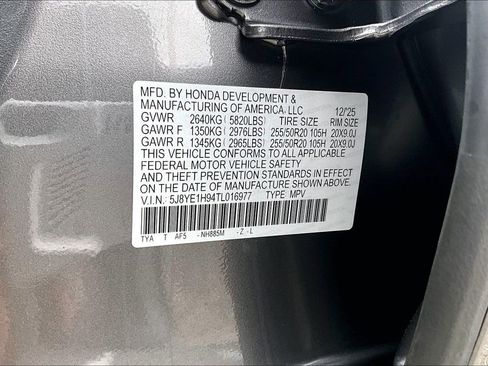 MFD. BY HONDA DEVELOPMENT &
MANUFACTURING OF AMERICA, LLC 12/25
GVWR 2640KG(5820LBS) TIRE SIZE RIM SIZE
GAWR F 1350KG(2976LBS) 255/50R20 105H 20X9.0J
GAWR R 1345KG(2965LBS) 255/50R20 105H 20X9.0J
THIS VEHICLE CONFORMS TO ALL APPLICABLE
FEDERAL MOTOR VEHICLE SAFETY
AND THEFT PREVENTION STANDARDS IN EFFECT
ON THE DATE OF MANUFACTURE SHOWN ABOVE.
V.I.N.: 5J8YE1H94TL016977 TYPE: MPV
TYA T AF5 -NH885M -Z -L